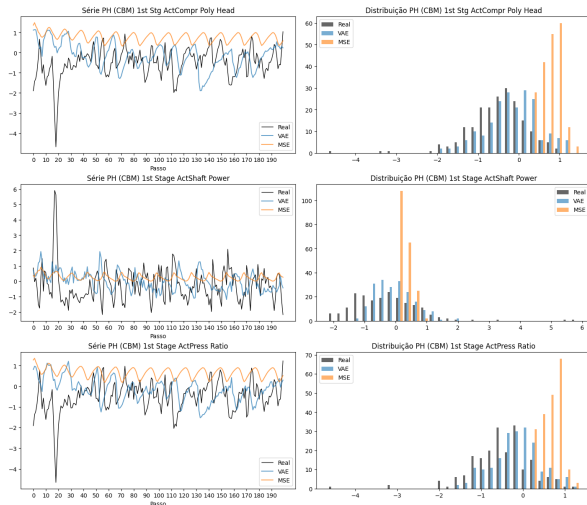 Série PH (CBM) 1st Stg ActCompr Poly Head
1
0
−1
−2
−3
−4
0 10 20 30 40 50 60 70 80 90 100 110 120 130 140 150 160 170 180 190
Passo
Real
VAE
MSE
Distribuição PH (CBM) 1st Stg ActCompr Poly Head
60
50
40
30
20
10
0
−4 −3 −2 −1 0 1
Real
VAE
MSE
Série PH (CBM) 1st Stage ActShaft Power
6
5
4
3
2
1
0
−1
−2
0 10 20 30 40 50 60 70 80 90 100 110 120 130 140 150 160 170 180 190
Passo
Real
VAE
MSE
Distribuição PH (CBM) 1st Stage ActShaft Power
100
80
60
40
20
0
−2 −1 0 1 2 3 4 5 6
Real
VAE
MSE
Série PH (CBM) 1st Stage ActPress Ratio
1
0
−1
−2
−3
−4
0 10 20 30 40 50 60 70 80 90 100 110 120 130 140 150 160 170 180 190
Passo
Real
VAE
MSE
Distribuição PH (CBM) 1st Stage ActPress Ratio
70
60
50
40
30
20
10
0
−4 −3 −2 −1 0 1
Real
VAE
MSE